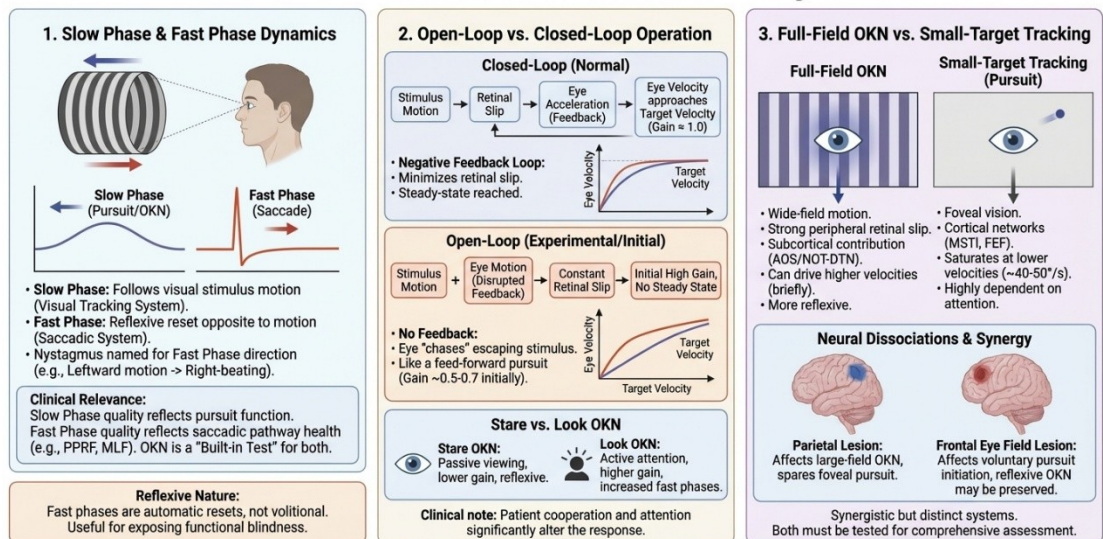 1. Slow Phase & Fast Phase Dynamics
Slow Phase
(Pursuit/OKN)
Fast Phase
(Saccade)
• Slow Phase: Follows visual stimulus motion
(Visual Tracking System).
• Fast Phase: Reflexive reset opposite to motion
(Saccadic System).
• Nystagmus named for Fast Phase direction
(e.g., Leftward motion -> Right-beating).
Clinical Relevance:
Slow Phase quality reflects pursuit function.
Fast Phase quality reflects saccadic pathway health
(e.g., PPRF, MLF). OKN is a "Built-in Test" for both.
Reflexive Nature:
Fast phases are automatic resets, not volitional.
Useful for exposing functional blindness.
2. Open-Loop vs. Closed-Loop Operation
Closed-Loop (Normal)
Stimulus
Motion
Retinal
Slip
Eye
Acceleration
(Feedback)
Eye Velocity
approaches
Target Velocity
(Gain ≈ 1.0)
• Negative Feedback Loop:
• Minimizes retinal slip.
• Steady-state reached.
Eye Velocity
Target
Velocity
Open-Loop (Experimental/Initial)
Stimulus
Motion
+
Eye Motion
(Disrupted
Feedback)
Constant
Retinal Slip
Initial High Gain,
No Steady State
• No Feedback:
• Eye "chases" escaping stimulus.
• Like a feed-forward pursuit
(Gain ~0.5-0.7 initially).
Eye Velocity
Target
Velocity
Target Velocity
Stare vs. Look OKN
Stare OKN:
Passive viewing,
lower gain, reflexive.
Look OKN:
Active attention,
higher gain,
increased fast phases.
Clinical note: Patient cooperation and attention
significantly alter the response.
3. Full-Field OKN vs. Small-Target Tracking
Full-Field OKN
• Wide-field motion.
• Strong peripheral retinal slip.
• Subcortical contribution
(AOS/NOT-DTN).
• Can drive higher velocities
(briefly).
• More reflexive.
Small-Target Tracking
(Pursuit)
• Foveal vision.
• Cortical networks
(MSTl, FEF).
• Saturates at lower
velocities (~40-50°/s).
• Highly dependent on
attention.
Neural Dissociations & Synergy
Parietal Lesion:
Affects large-field OKN,
spares foveal pursuit.
Frontal Eye Field Lesion:
Affects voluntary pursuit
initiation, reflexive OKN
may be preserved.
Synergistic but distinct systems.
Both must be tested for comprehensive assessment.